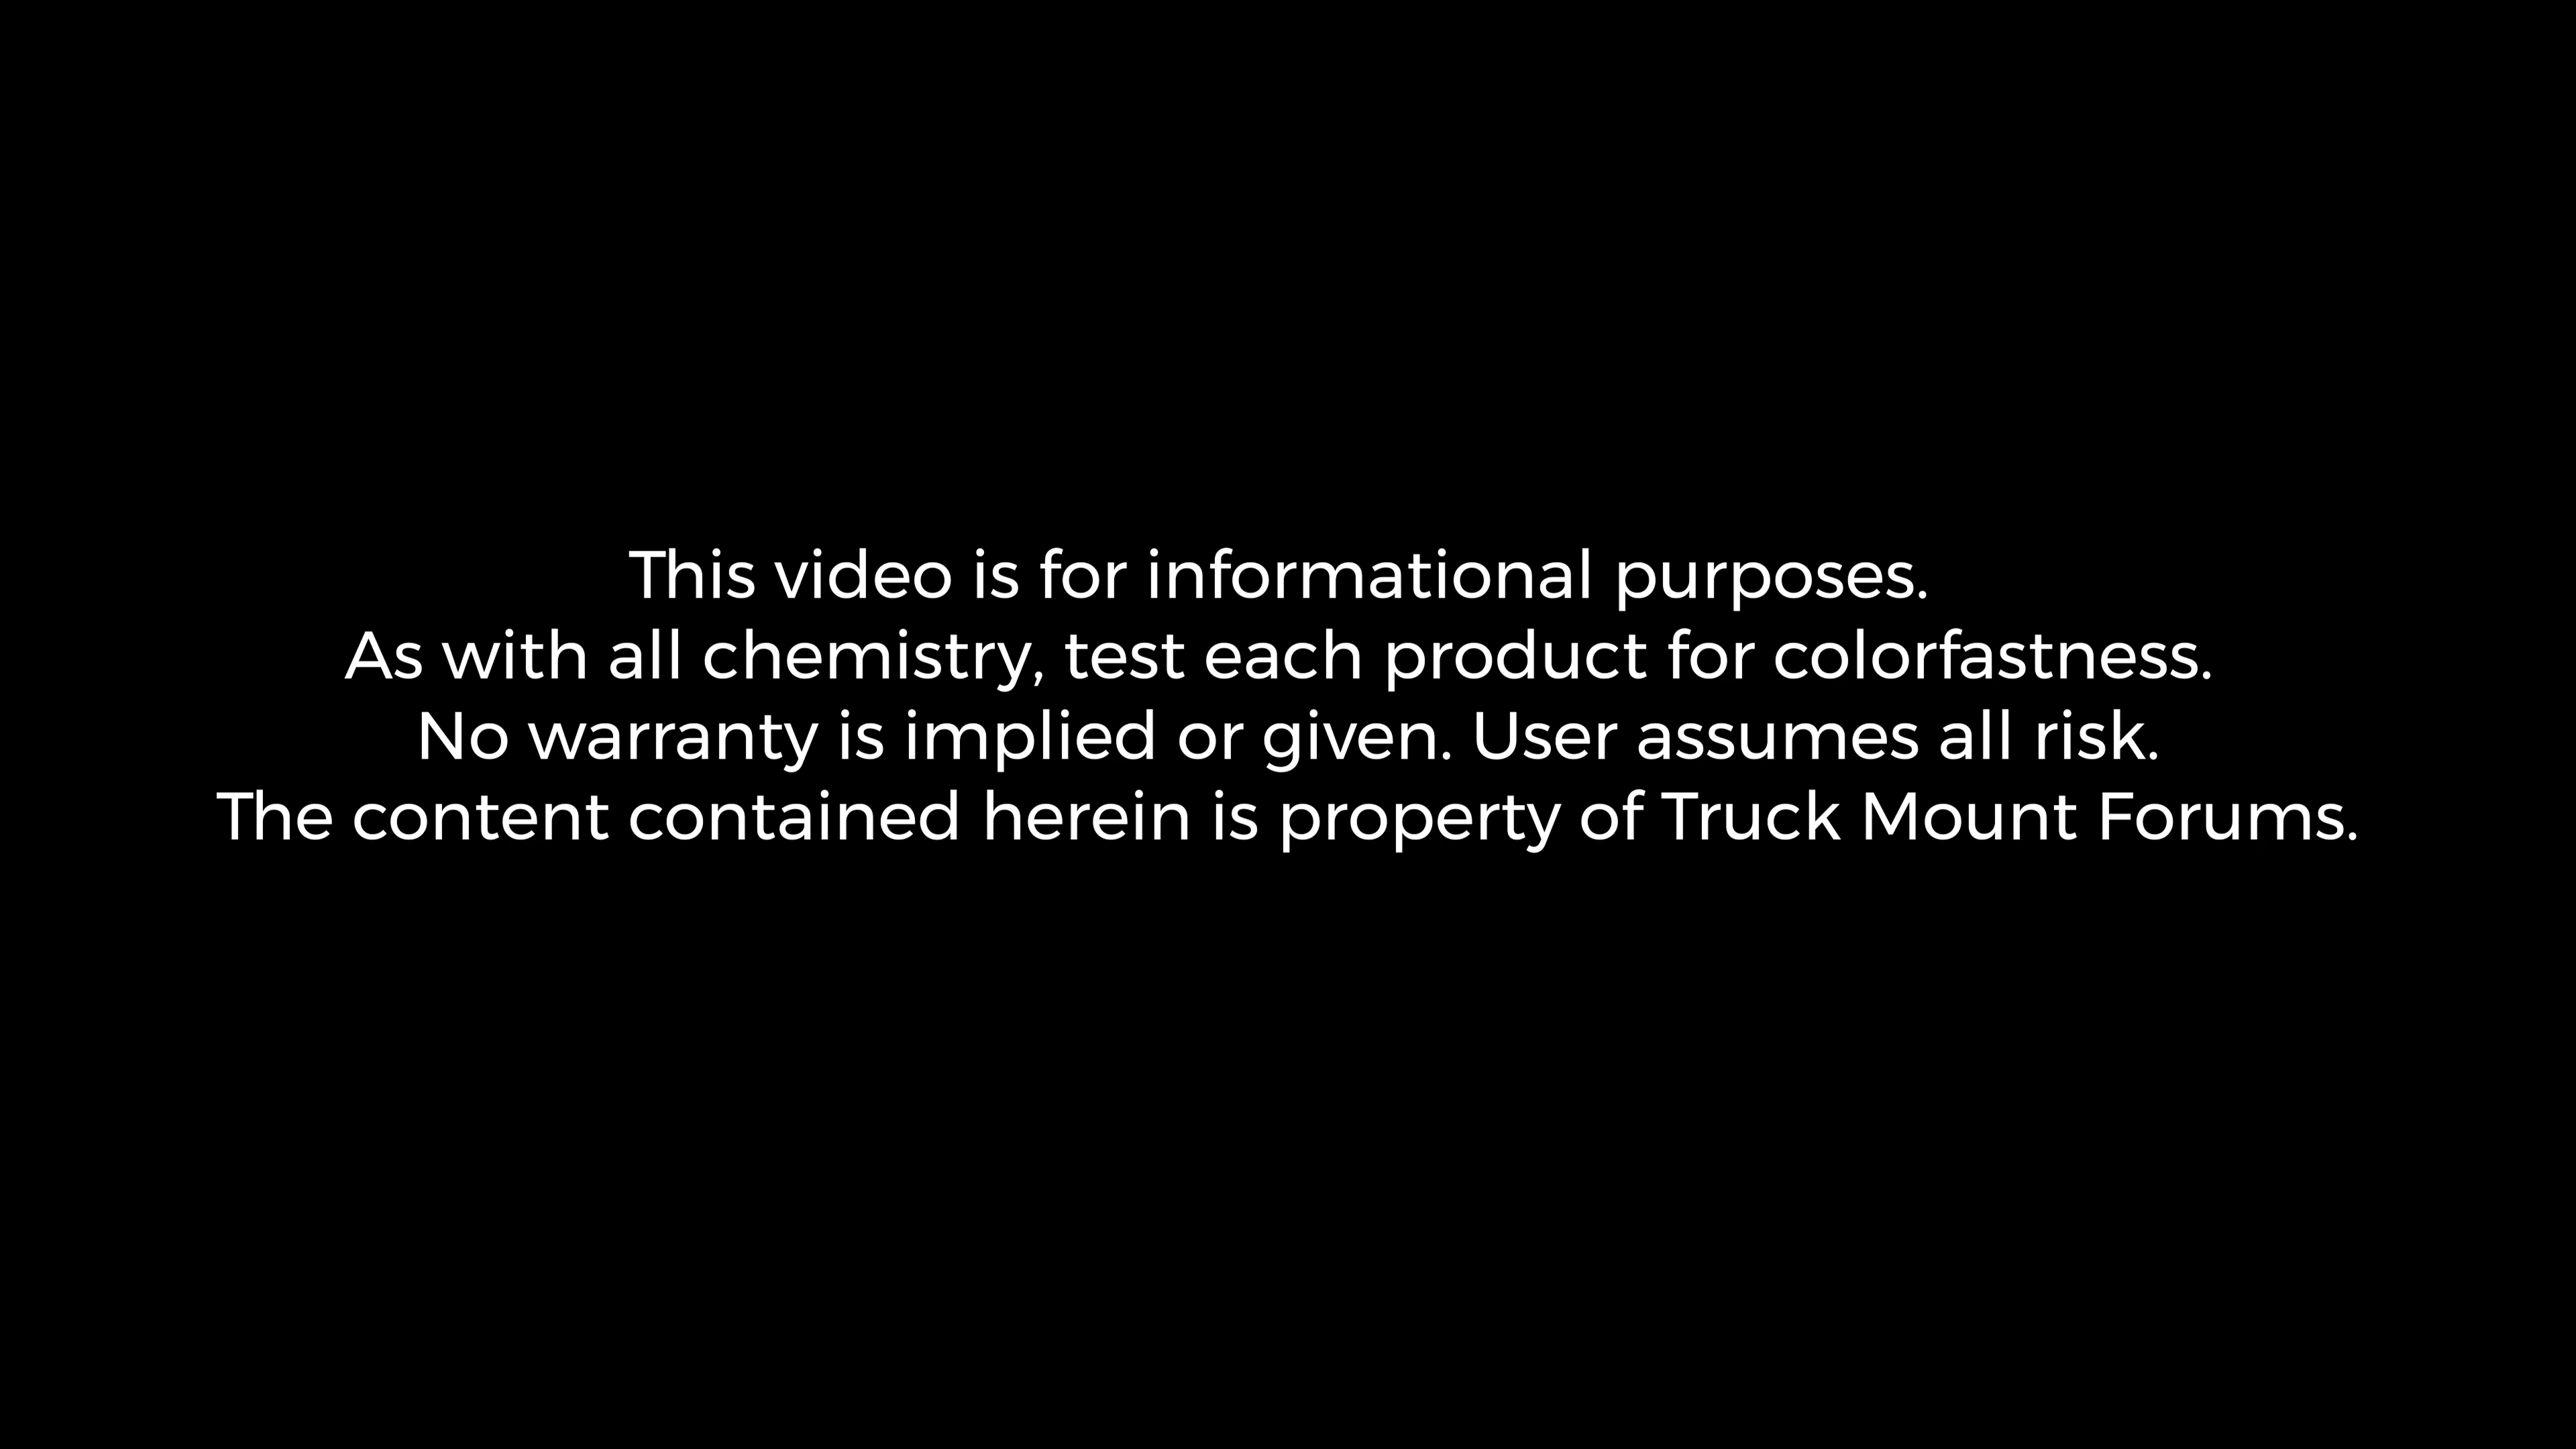 This video is for informational purposes.
As with all chemistry, test each product for colorfastness.
No warranty is implied or given. User assumes all risk.
The content contained herein is property of Truck Mount Forums.